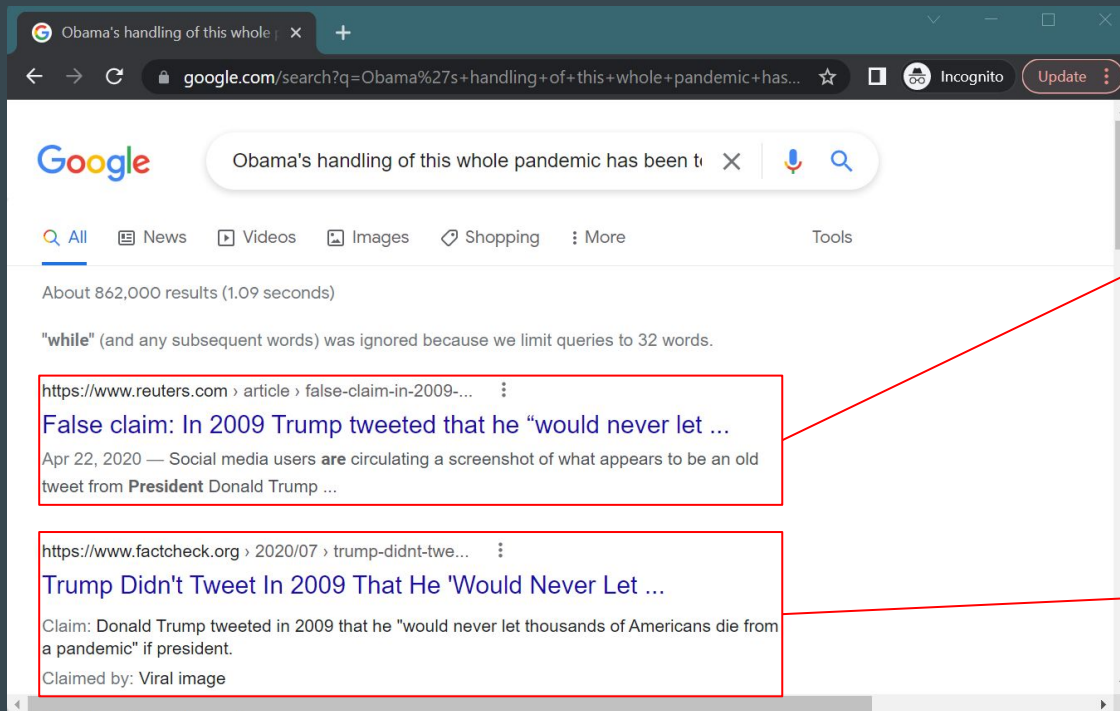 Obama's handling of this whole
google.com/search?q=Obama%27s+handling+of+this+whole+pandemic+has...
Incognito
Update
Google
Obama's handling of this whole pandemic has been
All
News
Videos
Images
Shopping
More
Tools
About 862,000 results (1.09 seconds)
"while" (and any subsequent words) was ignored because we limit queries to 32 words.
https://www.reuters.com › article › false-claim-in-2009-...
False claim: In 2009 Trump tweeted that he “would never let ...
Apr 22, 2020 — Social media users are circulating a screenshot of what appears to be an old
tweet from President Donald Trump ...
https://www.factcheck.org › 2020/07 › trump-didnt-twe...
Trump Didn't Tweet In 2009 That He 'Would Never Let ...
Claim: Donald Trump tweeted in 2009 that he "would never let thousands of Americans die from
a pandemic" if president.
Claimed by: Viral image